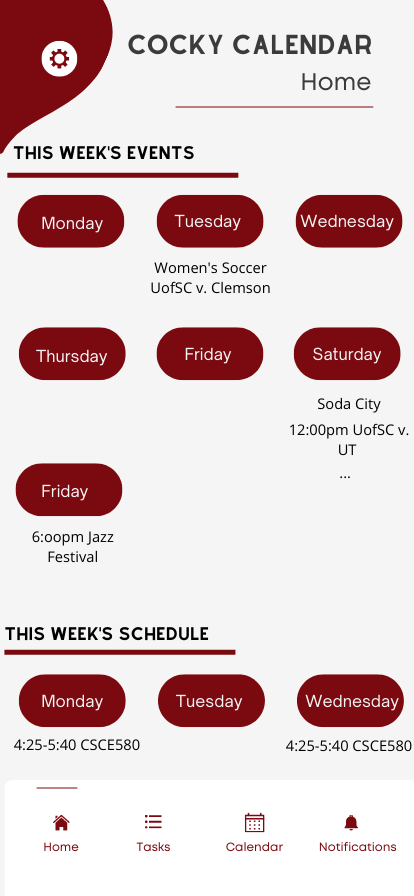 COCKY CALENDAR
Home
THIS WEEK'S EVENTS
Monday
Tuesday
Wednesday
Women's Soccer
UofSC v. Clemson
Thursday
Friday
Saturday
Soda City
12:00pm UofSC v.
UT
...
Friday
6:oopm Jazz
Festival
THIS WEEK'S SCHEDULE
Monday
Tuesday
Wednesday
4:25-5:40 CSCE580
4:25-5:40 CSCE580
Home
Tasks
Calendar
Notifications